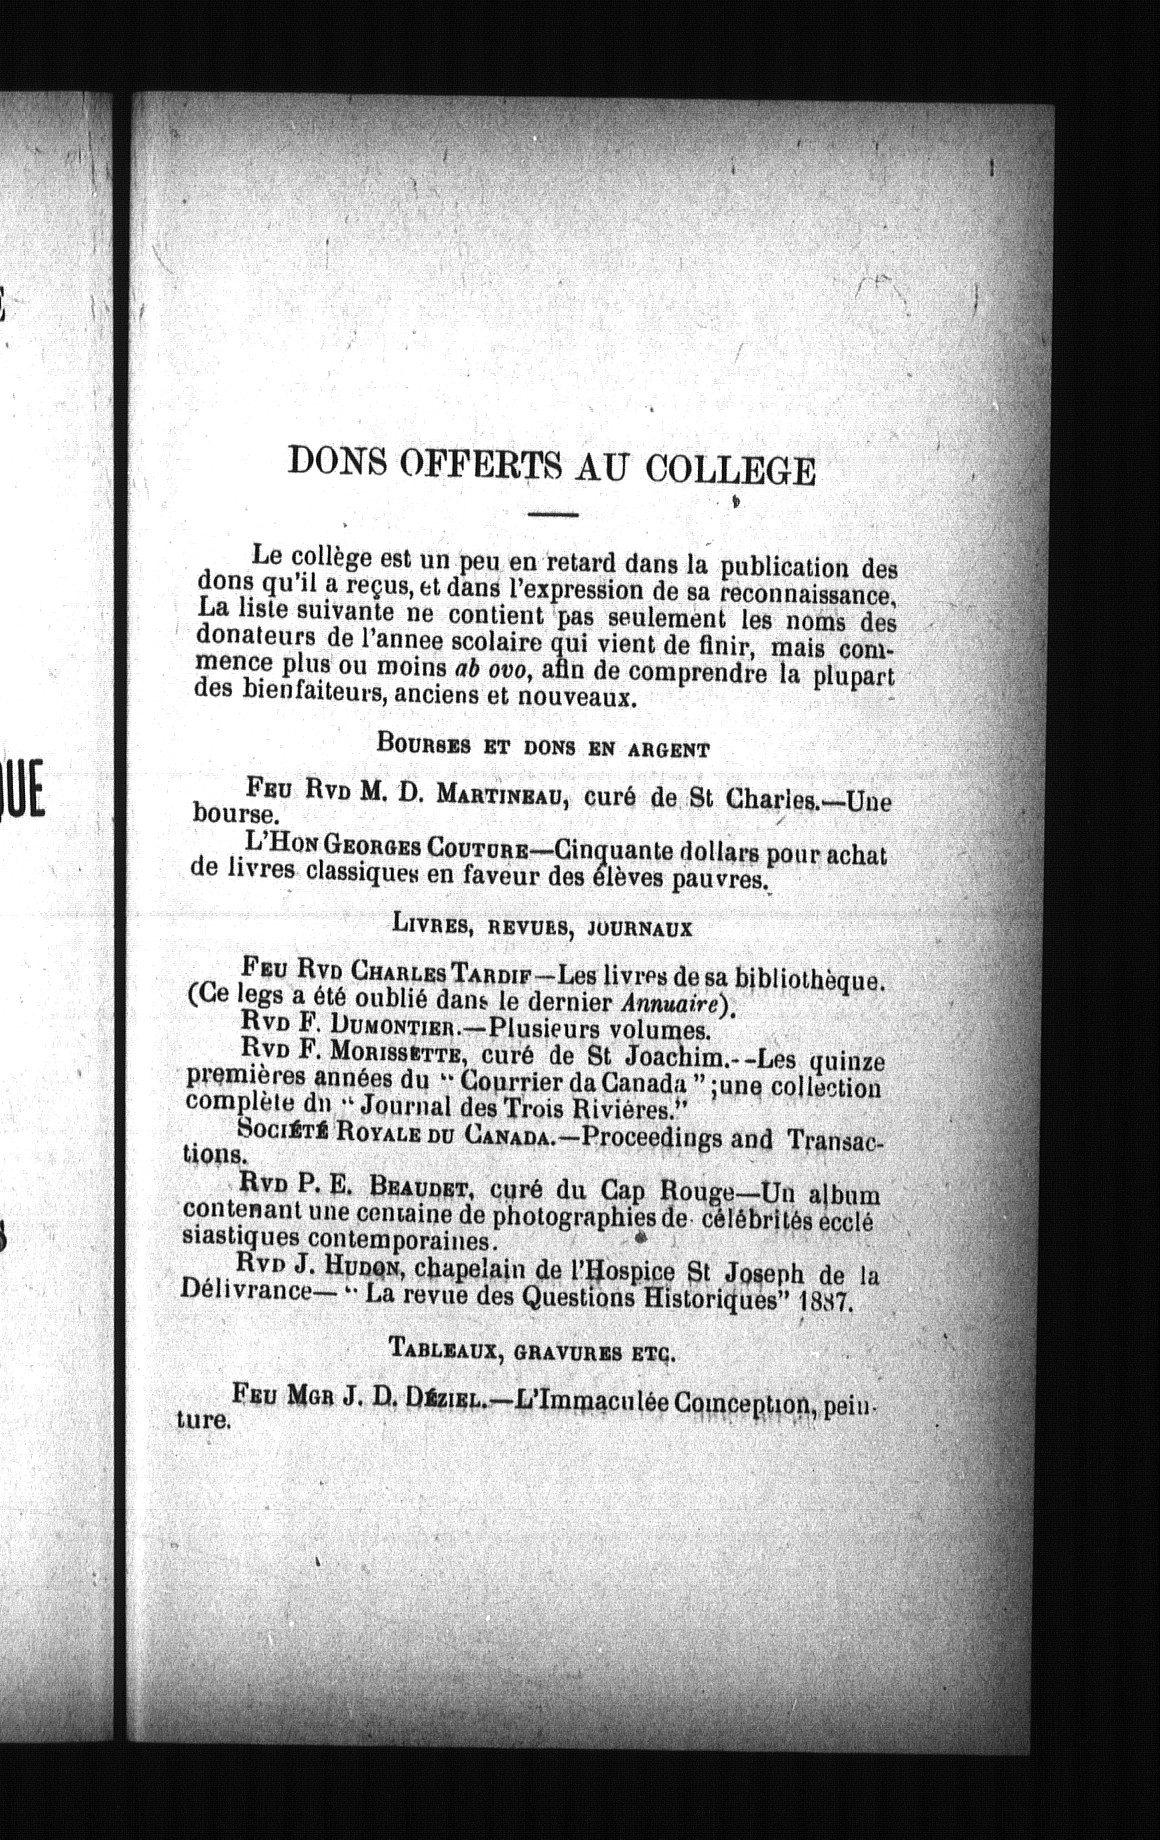 DONS OFFERTS AU COLLEGE
Le collège est un peu en retard dans la publication des
dons qu'il a reçus, et dans l'expression de sa reconnaissance,
La liste suivante ne contient pas seulement les noms des
donateurs de l'annee scolaire qui vient de finir, mais com-
mence plus ou moins ab ovo, afin de comprendre la plupart
des bienfaiteurs, anciens et nouveaux.
BOURSES ET DONS EN ARGENT
FEU RVD M. D. MARTINEAU, curé de St Charles.—Une
bourse.
L'HON GEORGES COUTURE—Cinquante dollars pour achat
de livres classiques en faveur des élèves pauvres.
LIVRES, REVUES, JOURNAUX
FEU RVD CHARLES TARDIF—Les livres de sa bibliothèque.
(Ce legs a été oublié dans le dernier Annuaire).
RVD F. DUMONTIER.—Plusieurs volumes.
RVD F. MORISSETTE, curé de St Joachim.--Les quinze
premières années du “ Courrier da Canada ” ;une collection
complète du “ Journal des Trois Riviéres.”
SOCIÉTÉ ROYALE DU CANADA.—Proceedings and Transac-
tions.
RVD P. E. BEAUDET, curé du Cap Rouge—Un album
contenant une centaine de photographies de célébrités ecclé
siastiques contemporaines.
RVD J. HUDON, chapelain de l'Hospice St Joseph de la
Délivrance— “ La revue des Questions Historiques” 1887.
TABLEAUX, GRAVURES ETC.
FEU MGR J. D. DÉZIEL.—L'Immaculée Comception, pein-
ture.
QUE